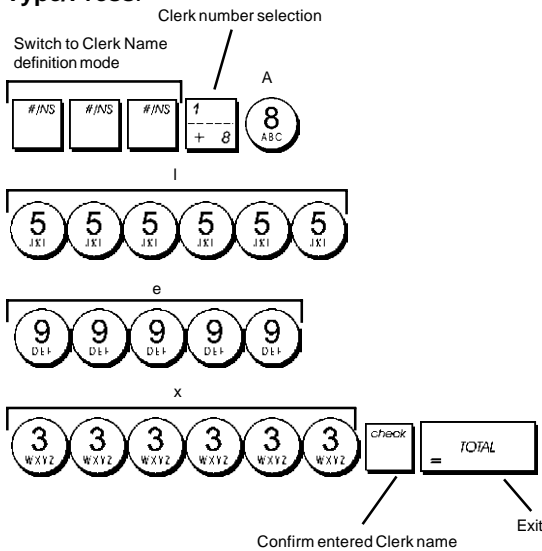 Type/Press:
Clerk number selection
Switch to Clerk Name
definition mode
A
#/NS #/NS #/NS 1 + 8 8 ABC
l
5 JKL 5 JKL 5 JKL 5 JKL 5 JKL 5 JKL
e
9 DEF 9 DEF 9 DEF 9 DEF 9 DEF
x
3 WXYZ 3 WXYZ 3 WXYZ 3 WXYZ 3 WXYZ 3 WXYZ check = TOTAL
Exit
Confirm entered Clerk name